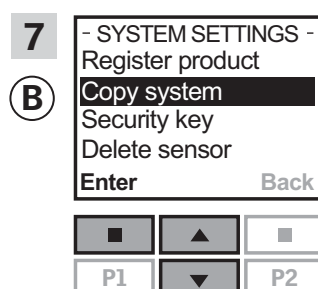 7
B
- SYSTEM SETTINGS -
Register product
Copy system
Security key
Delete sensor
Enter Back
P1 P2